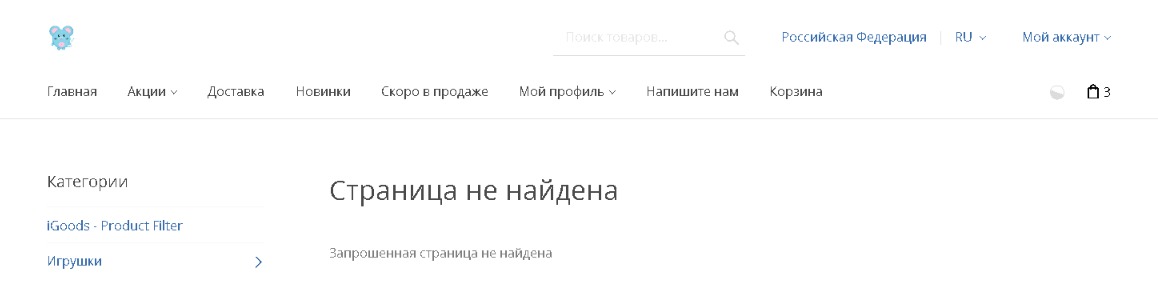 Поиск товаров...
Российская Федерация RU Мой аккаунт
Главная Акции Доставка Новинки Скоро в продаже Мой профиль Напишите нам Корзина 3
Категории
Страница не найдена
iGoods - Product Filter
Запрошенная страница не найдена
Игрушки